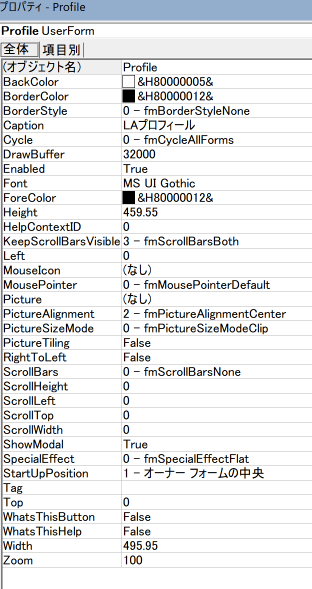 プロパティ - Profile
Profile UserForm
全体 項目別
(オブジェクト名) Profile
BackColor &H80000005&
BorderColor &H80000012&
BorderStyle 0 - fmBorderStyleNone
Caption LAプロフィール
Cycle 0 - fmCycleAllForms
DrawBuffer 32000
Enabled True
Font MS UI Gothic
ForeColor &H80000012&
Height 459.55
HelpContextID 0
KeepScrollBarsVisible 3 - fmScrollBarsBoth
Left 0
MouseIcon (なし)
MousePointer 0 - fmMousePointerDefault
Picture (なし)
PictureAlignment 2 - fmPictureAlignmentCenter
PictureSizeMode 0 - fmPictureSizeModeClip
PictureTiling False
RightToLeft False
ScrollBars 0 - fmScrollBarsNone
ScrollHeight 0
ScrollLeft 0
ScrollTop 0
ScrollWidth 0
ShowModal True
SpecialEffect 0 - fmSpecialEffectFlat
StartUpPosition 1 - オーナー フォームの中央
Tag
Top 0
WhatsThisButton False
WhatsThisHelp False
Width 495.95
Zoom 100